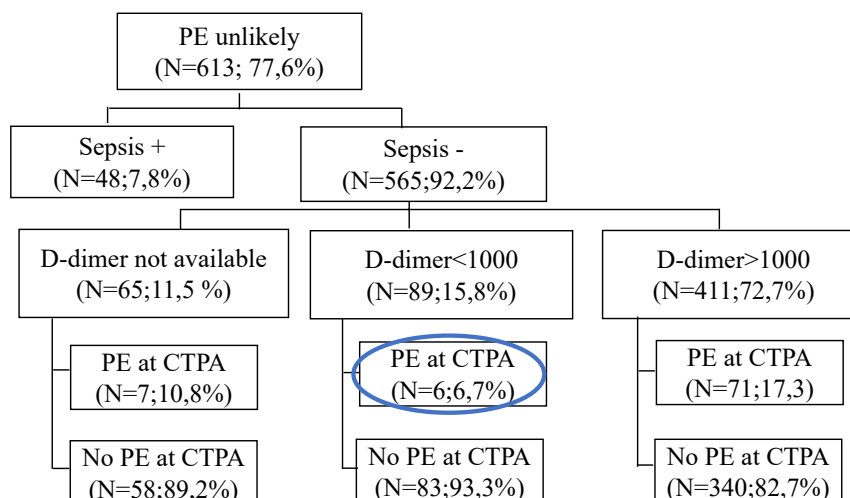 PE unlikely
(N=613; 77,6%)
Sepsis +
(N=48;7,8%)
Sepsis -
(N=565;92,2%)
D-dimer not available
(N=65;11,5 %)
D-dimer<1000
(N=89;15,8%)
D-dimer>1000
(N=411;72,7%)
PE at CTPA
(N=7;10,8%)
PE at CTPA
(N=6;6,7%)
PE at CTPA
(N=71;17,3)
No PE at CTPA
(N=58;89,2%)
No PE at CTPA
(N=83;93,3%)
No PE at CTPA
(N=340;82,7%)